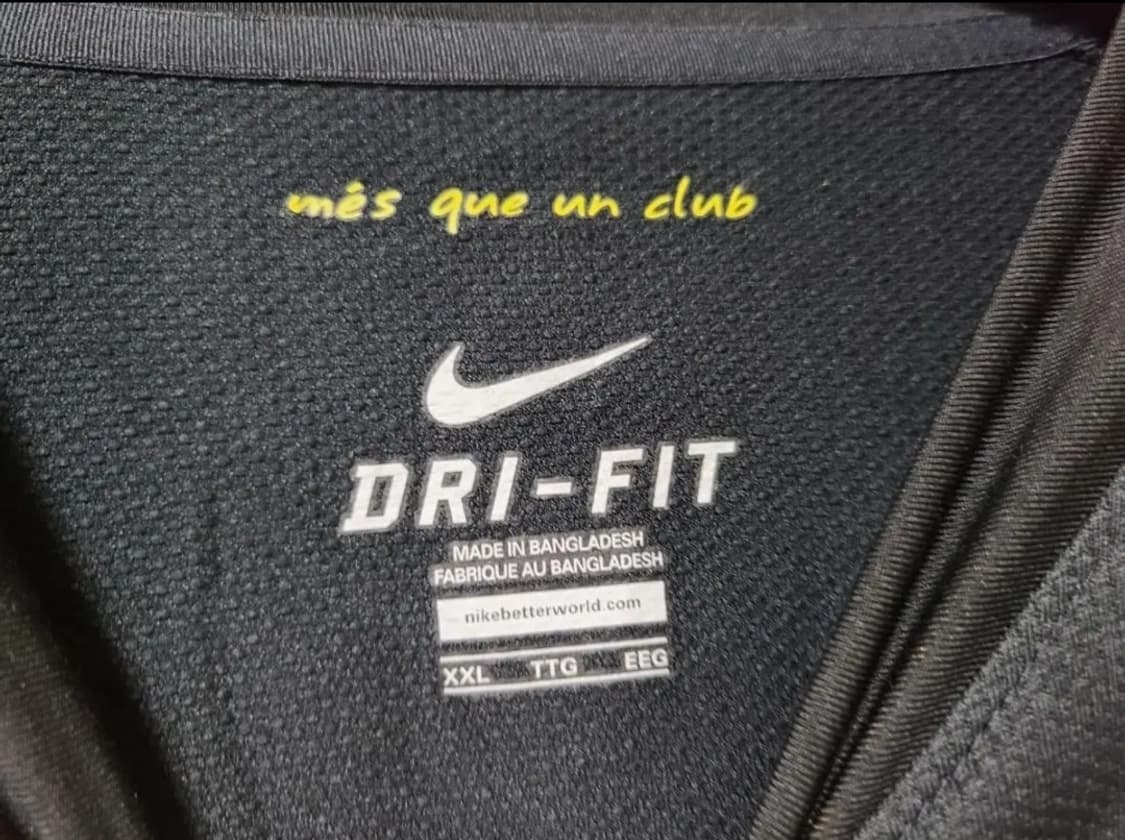 més que un club
DRI-FIT
MADE IN BANGLADESH
FABRIQUE AU BANGLADESH
nikebetterworld.com
XXL TTG EEG